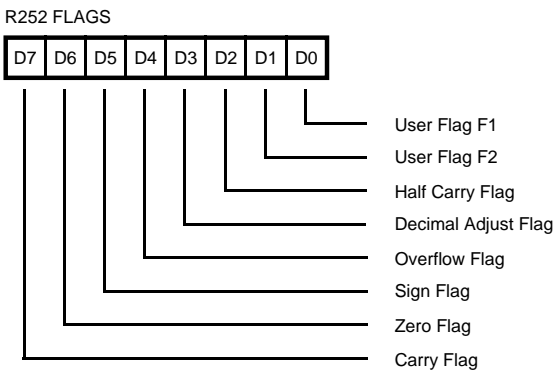 R252 FLAGS
D7 D6 D5 D4 D3 D2 D1 D0
User Flag F1
User Flag F2
Half Carry Flag
Decimal Adjust Flag
Overflow Flag
Sign Flag
Zero Flag
Carry Flag